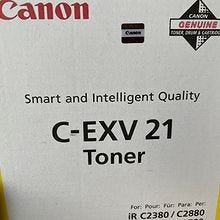 Canon
CANON
GENUINE
TONER, DRUM & CARTRIDGE
Smart and Intelligent Quality
C-EXV 21
Toner
For: Pour: Für: Para: Per:
iR C2380 / C2880